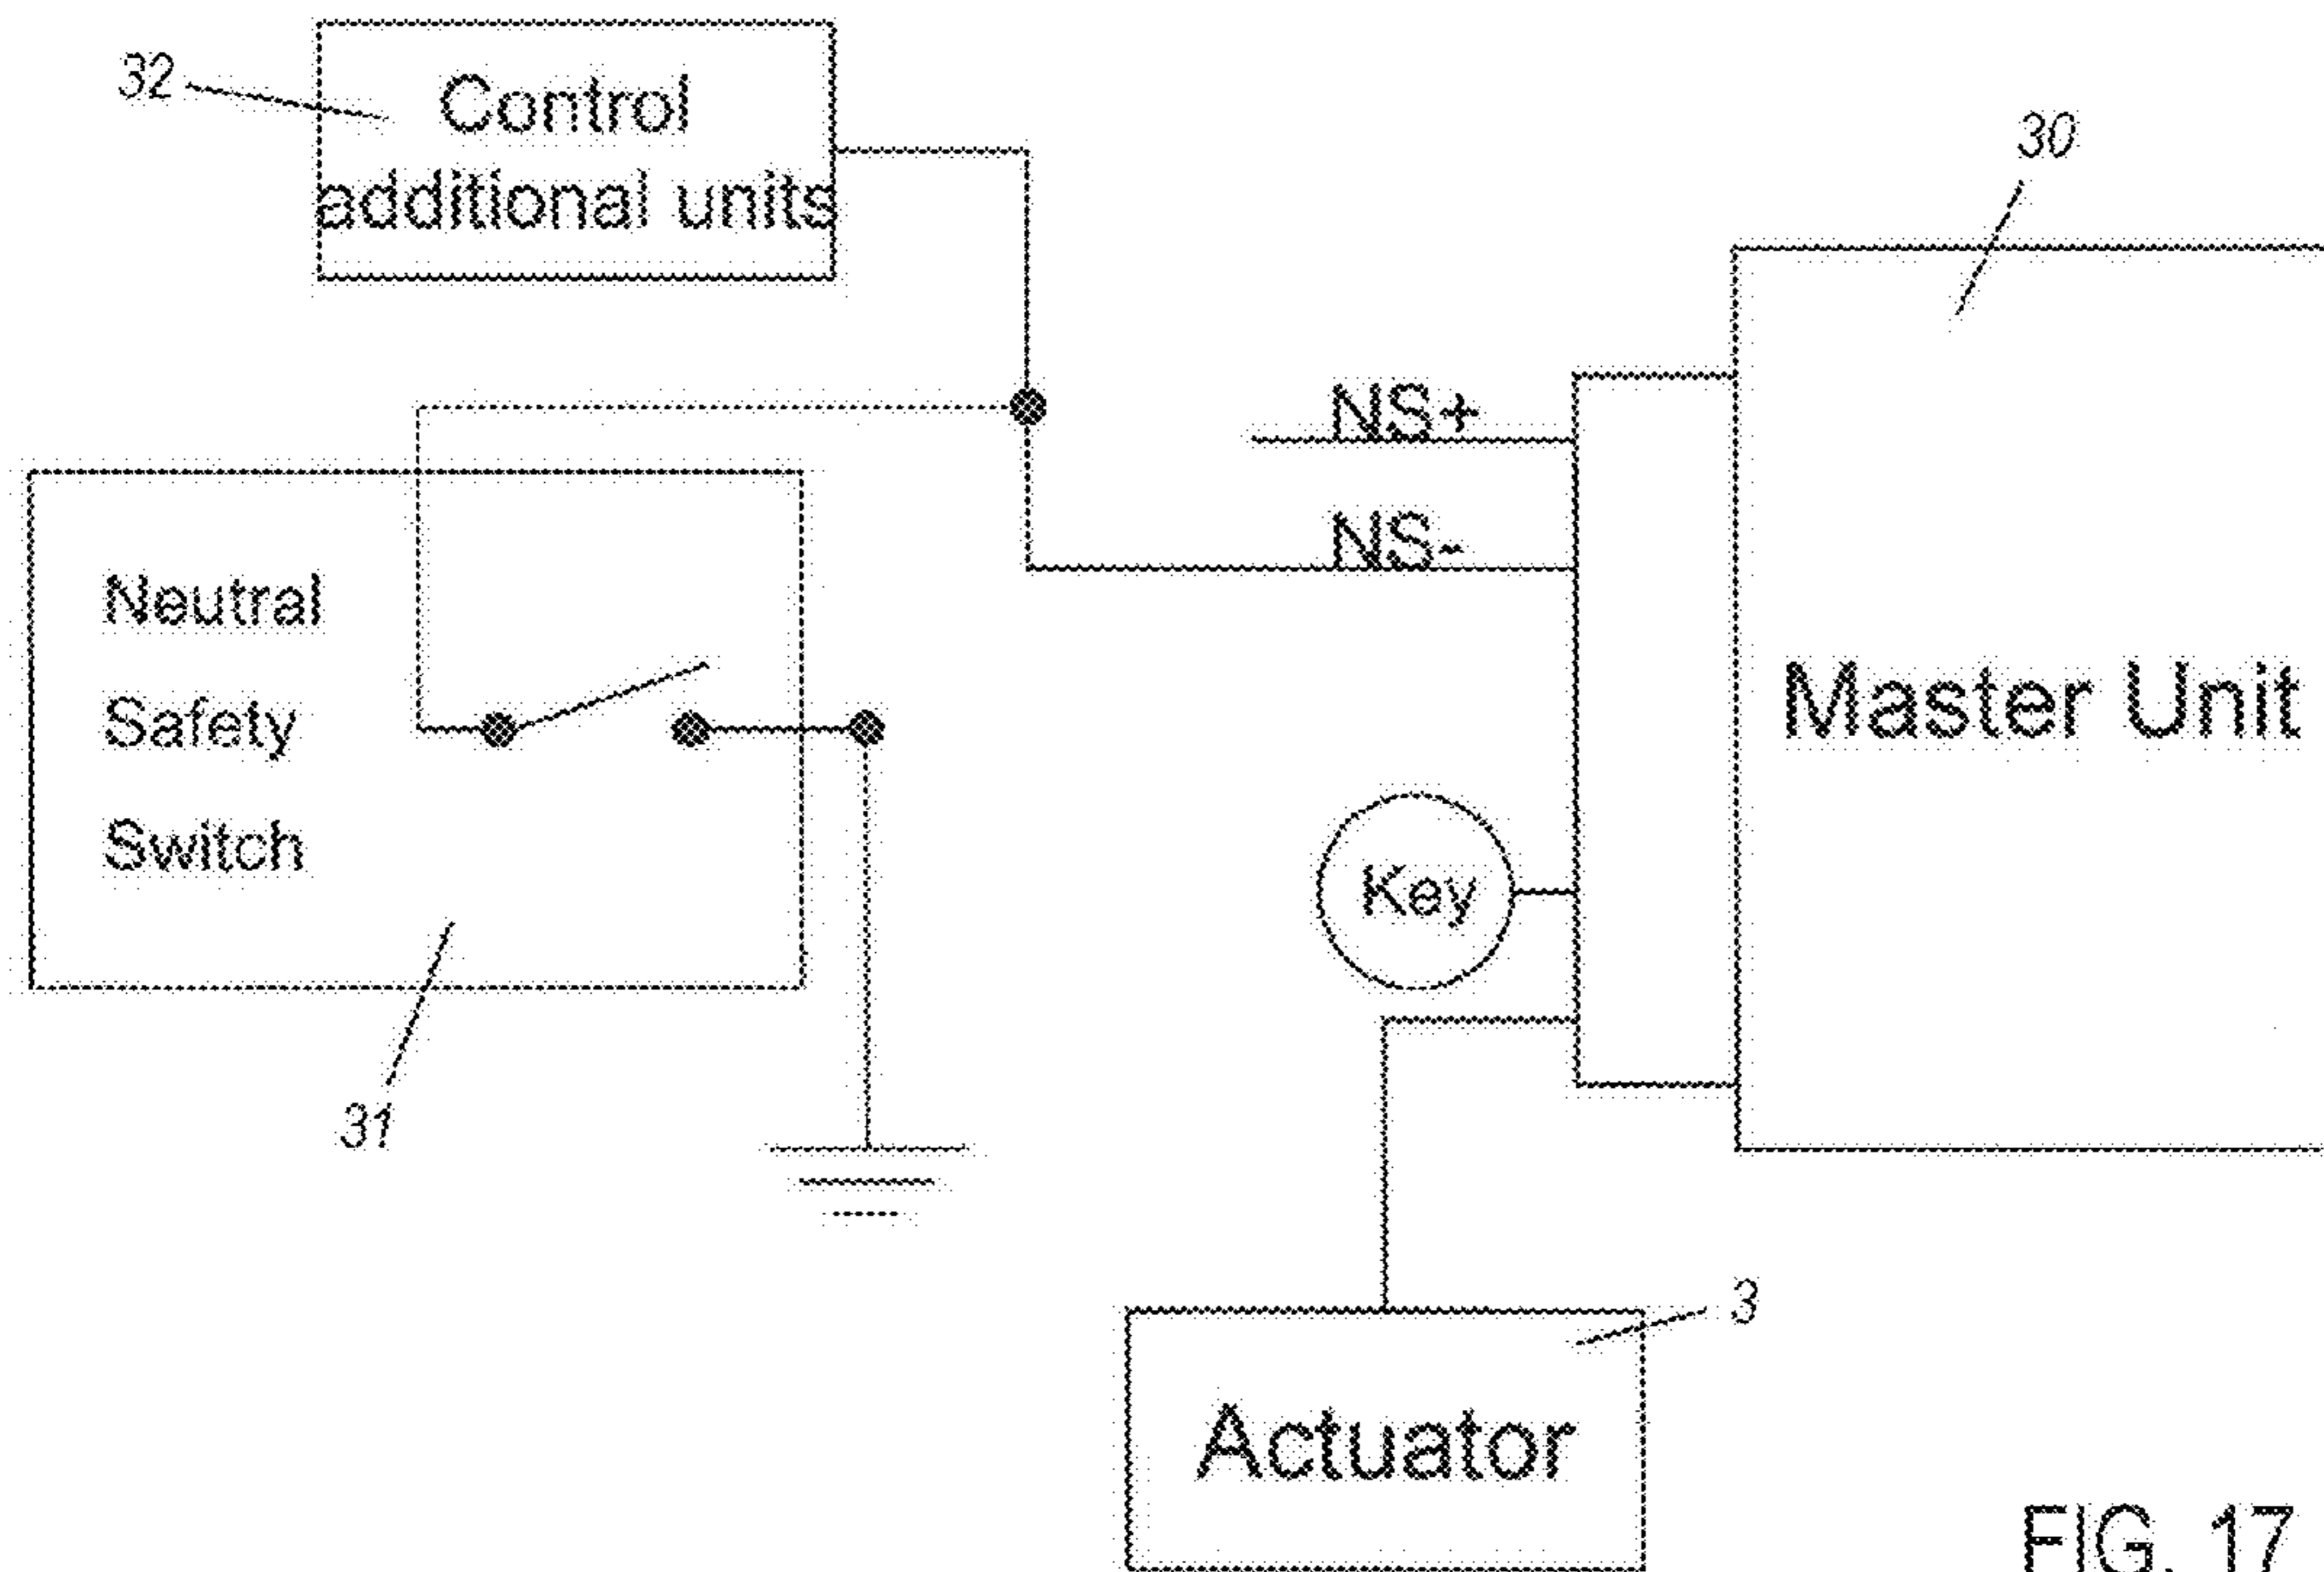 32
Control
additional units
30
NS+
NS-
Neutral
Safety
Switch
Master Unit
Key
31
3
Actuator
FIG. 17